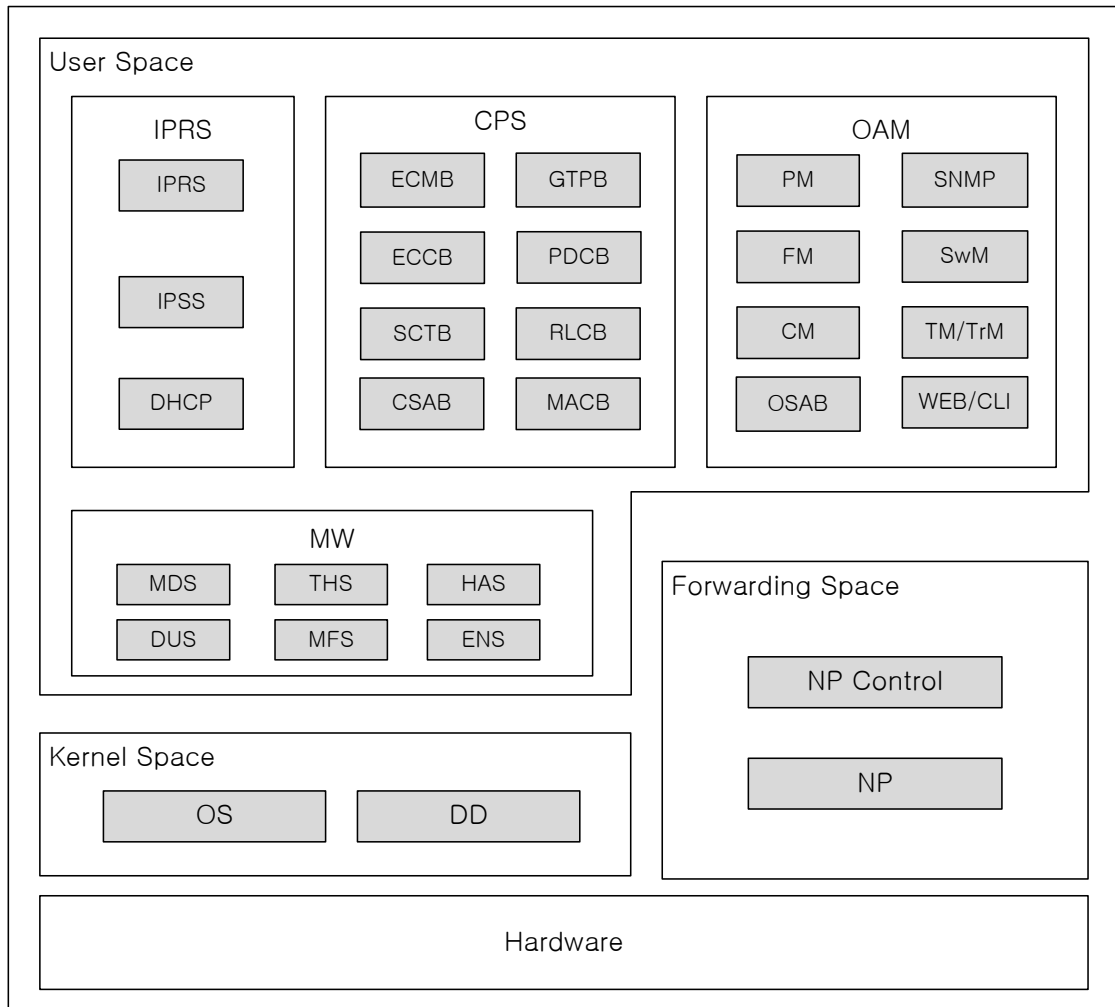 User Space
IPRS
IPRS
IPSS
DHCP
CPS
ECMB
GTPB
ECCB
PDCB
SCTB
RLCB
CSAB
MACB
OAM
PM
SNMP
FM
SwM
CM
TM/TrM
OSAB
WEB/CLI
MW
MDS
THS
HAS
DUS
MFS
ENS
Forwarding Space
NP Control
NP
Kernel Space
OS
DD
Hardware